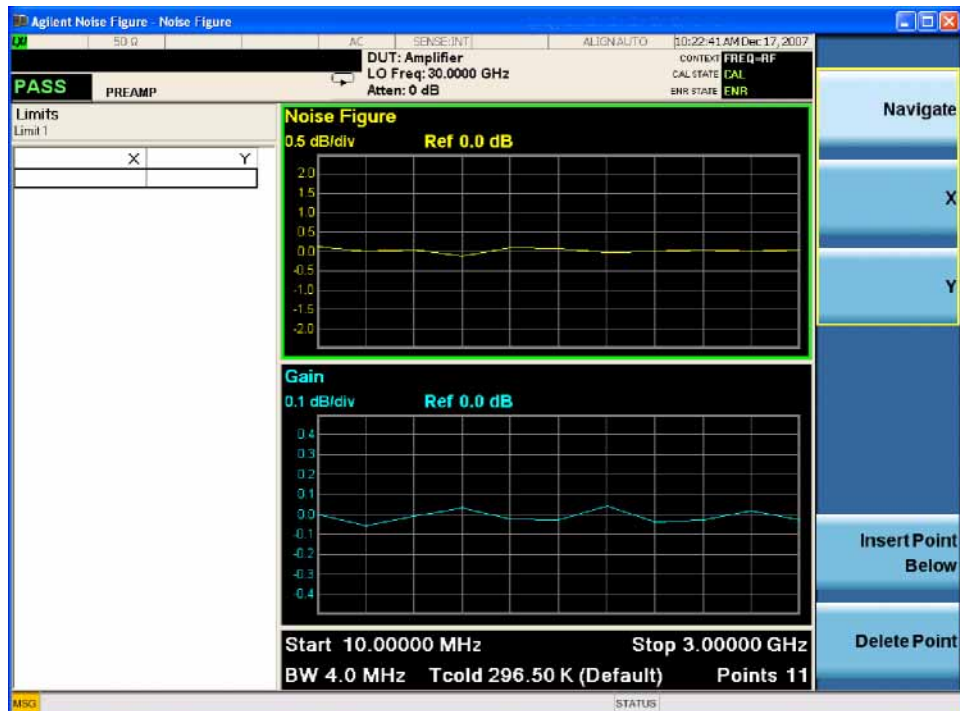 Agilent Noise Figure - Noise Figure
50 Ω AC SENSE:INT ALIGNAUTO 10:22:41 AM Dec 17, 2007
DUT: Amplifier
LO Freq: 30.0000 GHz
Atten: 0 dB
CONTEXT FREQ=RF
CAL STATE CAL
ENR STATE ENR
PASS
PREAMP
Limits
Limit 1
X Y
Noise Figure
0.5 dB/div Ref 0.0 dB
2.0
1.5
1.0
0.5
0.0
-0.5
-1.0
-1.5
-2.0
Gain
0.1 dB/div Ref 0.0 dB
0.4
0.3
0.2
0.1
0.0
-0.1
-0.2
-0.3
-0.4
Start 10.00000 MHz Stop 3.00000 GHz
BW 4.0 MHz Tcold 296.50 K (Default) Points 11
Navigate
X
Y
Insert Point
Below
Delete Point
MSG STATUS